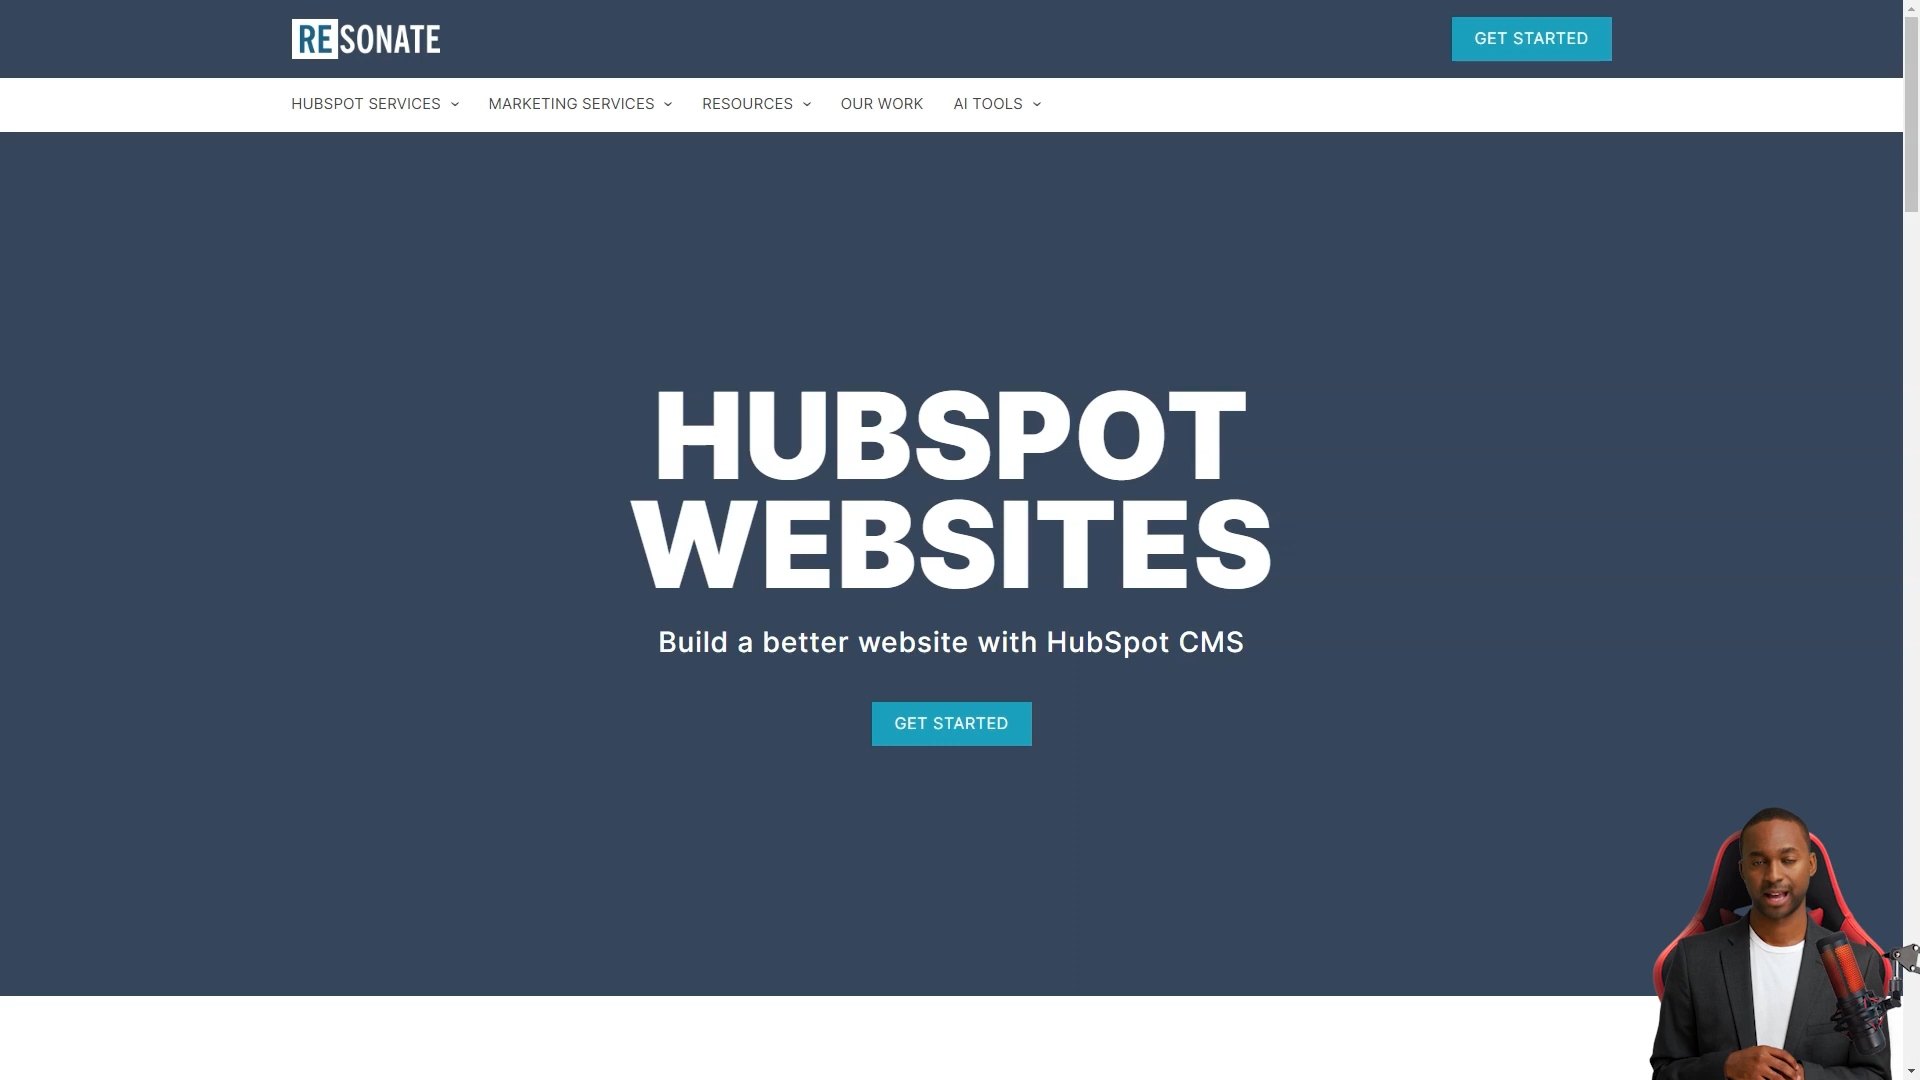 RESONATE
GET STARTED
HUBSPOT SERVICES
MARKETING SERVICES
RESOURCES
OUR WORK
AI TOOLS
HUBSPOT
WEBSITES
Build a better website with HubSpot CMS
GET STARTED